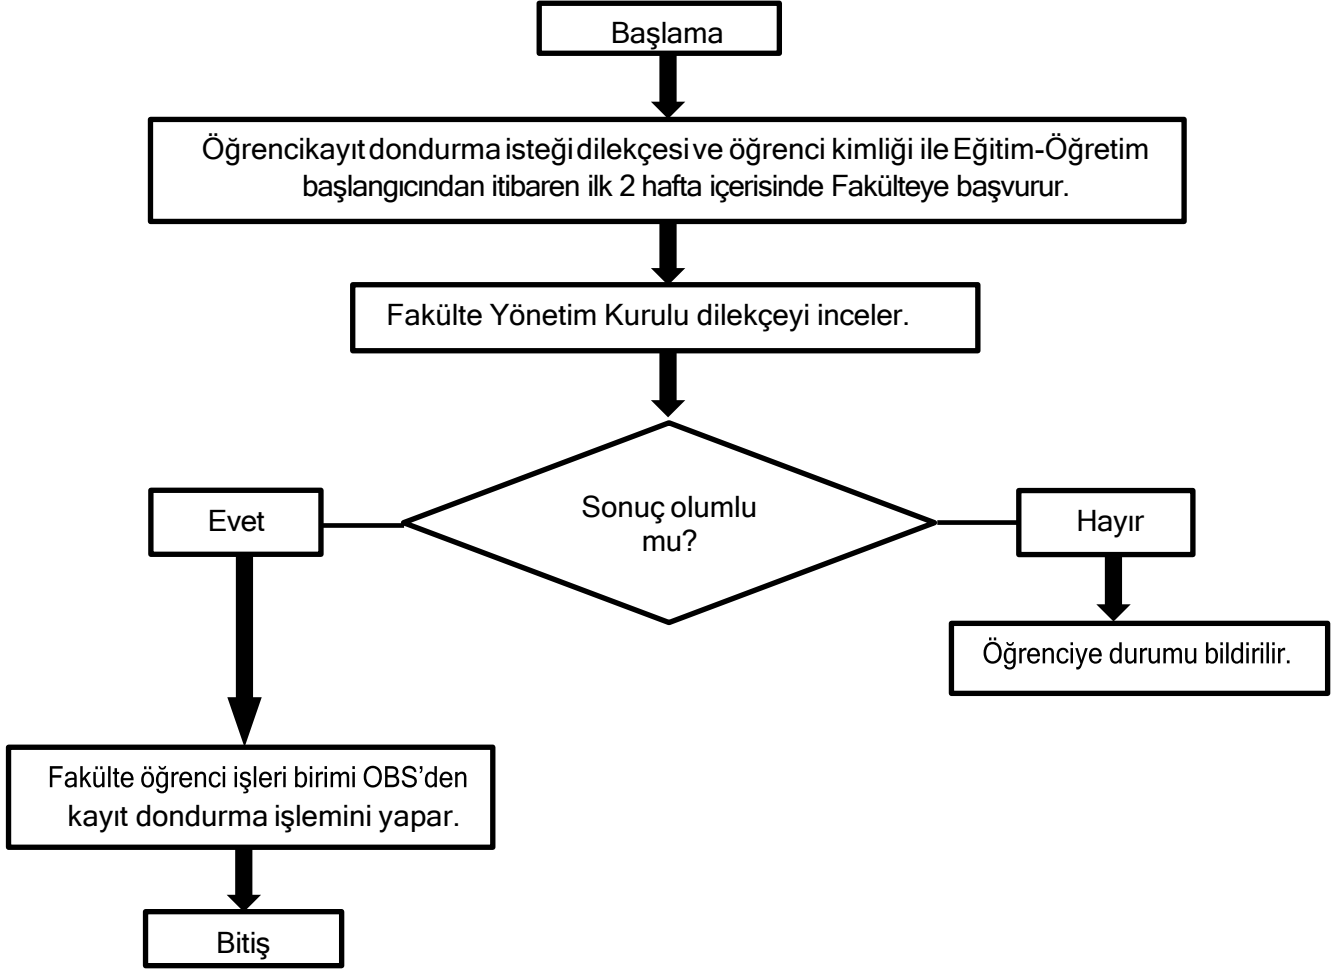 Başlama
Öğrenci kayıt dondurma isteği dilekçesi ve öğrenci kimliği ile Eğitim-Öğretim
başlangıcından itibaren ilk 2 hafta içerisinde Fakülteye başvurur.
Fakülte Yönetim Kurulu dilekçeyi inceler.
Sonuç olumlu
mu?
Evet
Hayır
Öğrenciye durumu bildirilir.
Fakülte öğrenci işleri birimi OBS’den
kayıt dondurma işlemini yapar.
Bitiş